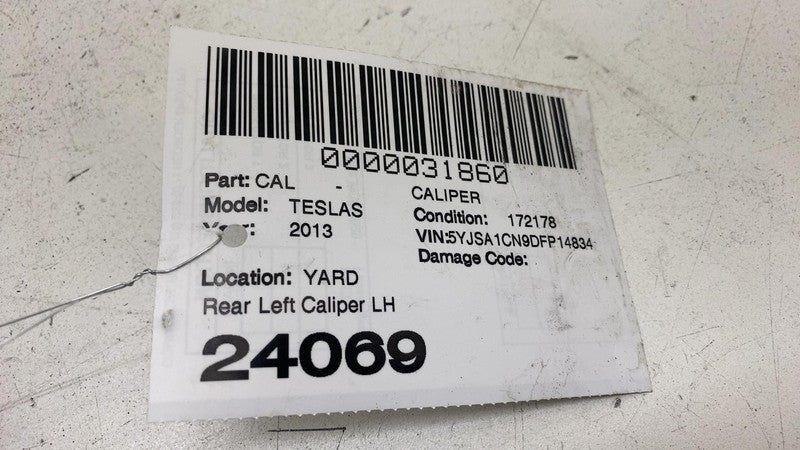 0000031860
Part: CAL - CALIPER
Model: TESLAS Condition: 172178
Year: 2013 VIN:5YJSA1CN9DFP14834
Damage Code:
Location: YARD
Rear Left Caliper LH
24069